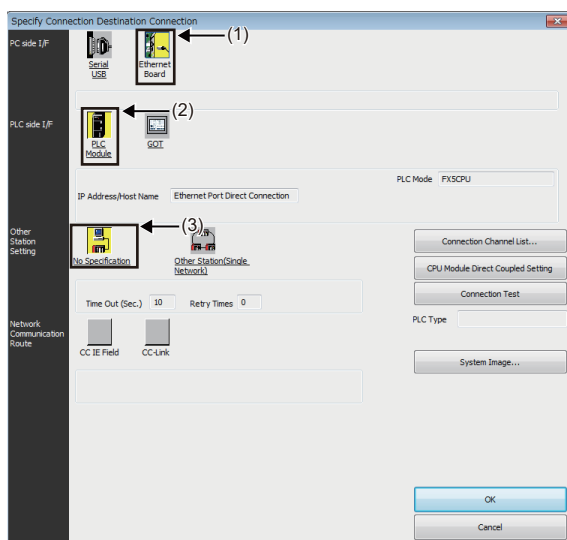 Specify Connection Destination Connection
(1)
PC side I/F
Serial
USB
Ethernet
Board
(2)
PLC side I/F
PLC
Module
GOT
PLC Mode FX5CPU
IP Address/Host Name Ethernet Port Direct Connection
(3)
Other
Station
Setting
No Specification
Other Station(Single
Network)
Connection Channel List...
CPU Module Direct Coupled Setting
Time Out (Sec.) 10 Retry Times 0
Connection Test
Network
Communication
Route
CC IE Field
CC-Link
PLC Type
System Image...
OK
Cancel